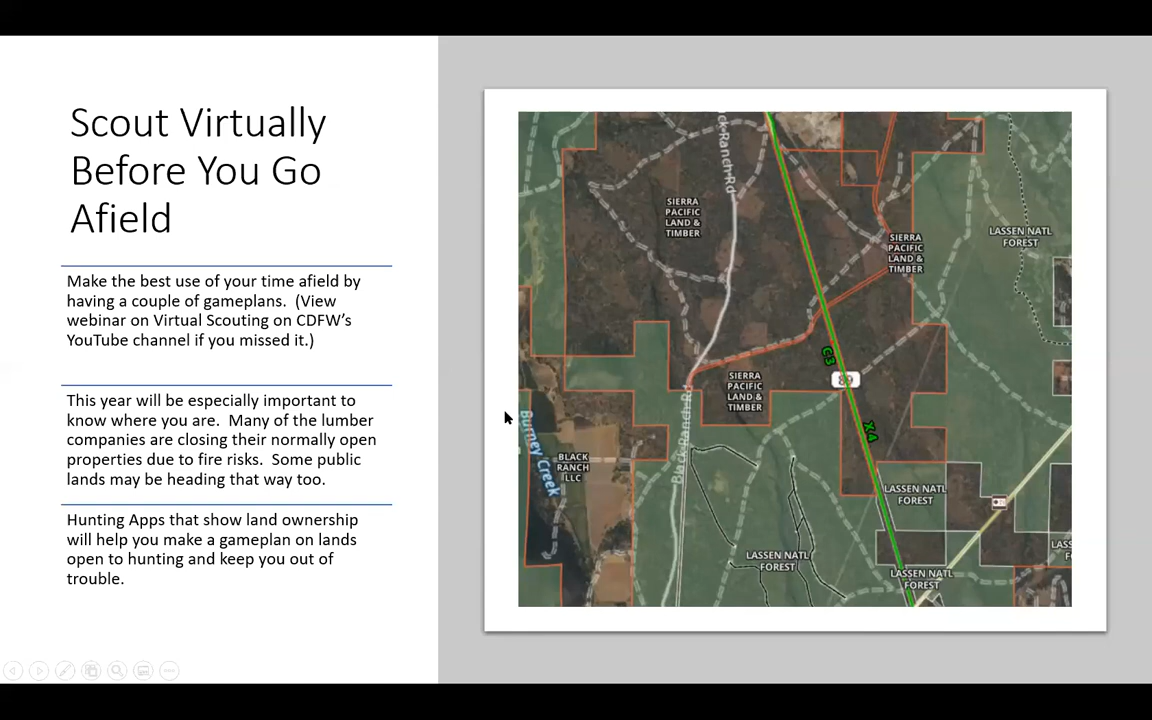 Scout Virtually
Before You Go
Afield
Make the best use of your time afield by
having a couple of gameplans.  (View
webinar on Virtual Scouting on CDFW's
YouTube channel if you missed it.)
This year will be especially important to
know where you are.  Many of the lumber
companies are closing their normally open
properties due to fire risks.  Some public
lands may be heading that way too.
Hunting Apps that show land ownership
will help you make a gameplan on lands
open to hunting and keep you out of
trouble.
ck Ranch Rd
SIERRA
PACIFIC
LAND &
TIMBER
SIERRA
PACIFIC
LAND &
TIMBER
LASSEN NATL
FOREST
C3
SIERRA
PACIFIC
LAND &
TIMBER
Black Ranch Rd
X4
Burney Creek
BLACK
RANCH
LLC
LASSEN NATL
FOREST
LASSEN NATL
FOREST
LASSEN NATL
FOREST
LASS
F